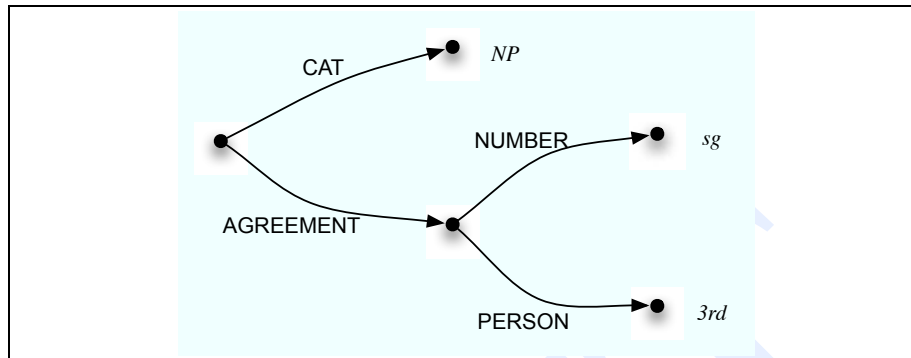 CAT
NP
NUMBER
sg
AGREEMENT
PERSON
3rd